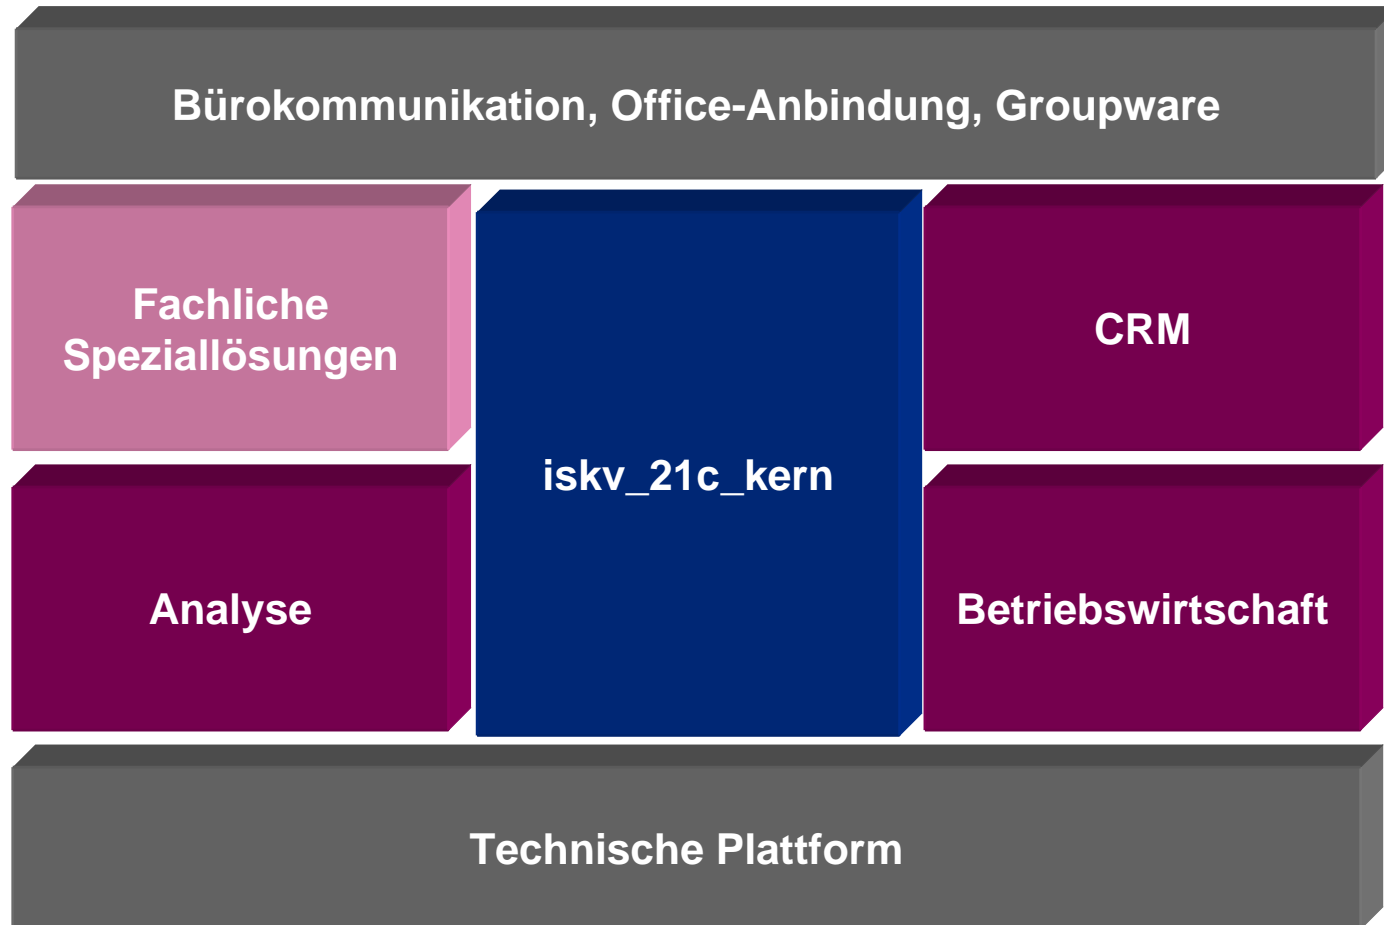 Bürokommunikation, Office-Anbindung, Groupware
Fachliche
Speziallösungen
CRM
iskv_21c_kern
Analyse
Betriebswirtschaft
Technische Plattform